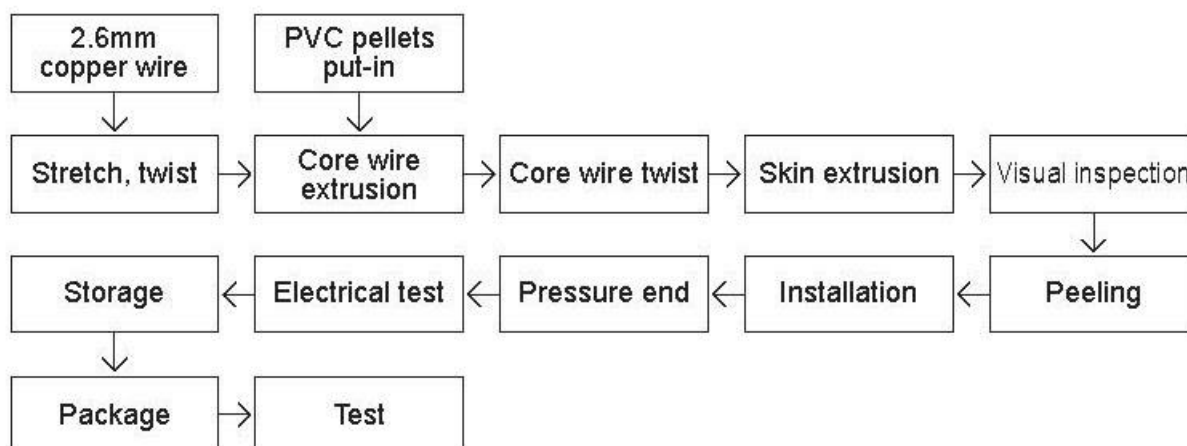 2.6mm
copper wire
PVC pellets
put-in
Stretch, twist
Core wire
extrusion
Core wire twist
Skin extrusion
Visual inspection
Peeling
Installation
Pressure end
Electrical test
Storage
Package
Test